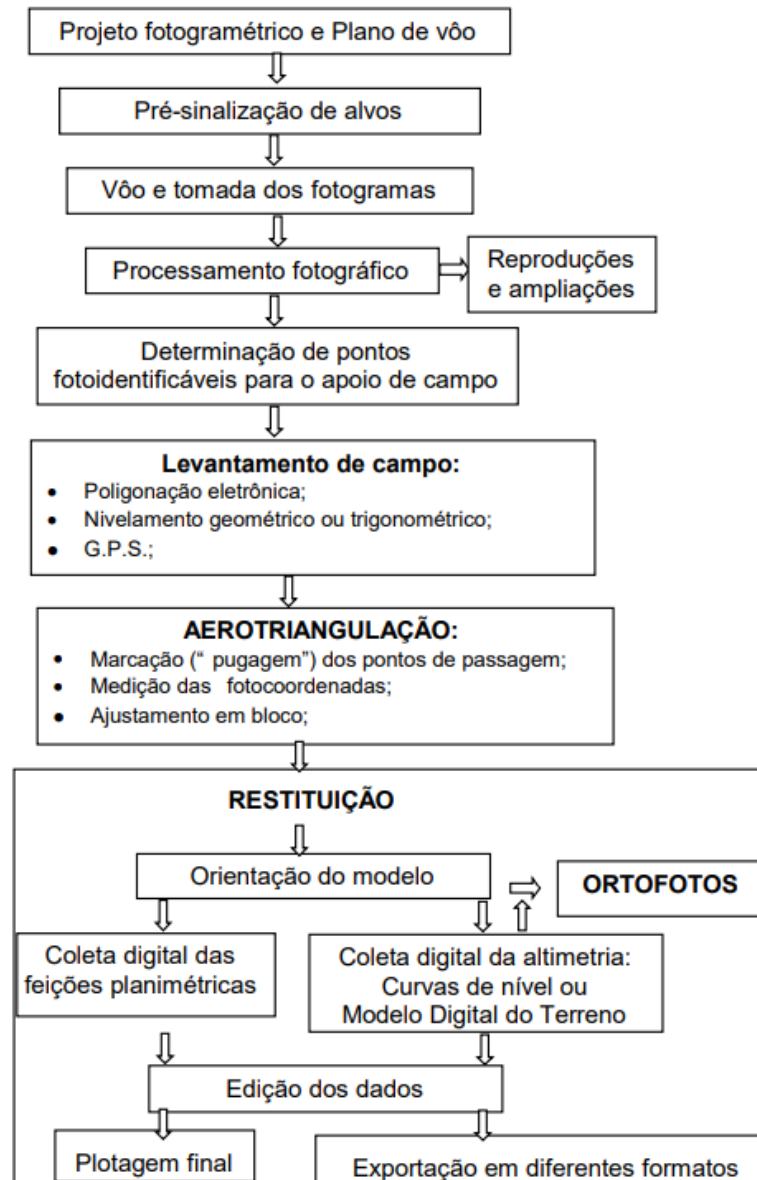 Projeto fotogramétrico e Plano de vôo
Pré-sinalização de alvos
Vôo e tomada dos fotogramas
Processamento fotográfico
Reproduções
e ampliações
Determinação de pontos
fotoidentificáveis para o apoio de campo
Levantamento de campo:
• Poligonação eletrônica;
• Nivelamento geométrico ou trigonométrico;
• G.P.S.;
AEROTRIANGULAÇÃO:
• Marcação (“ pugagem”) dos pontos de passagem;
• Medição das fotocoordenadas;
• Ajustamento em bloco;
RESTITUIÇÃO
Orientação do modelo
ORTOFOTOS
Coleta digital das
feições planimétricas
Coleta digital da altimetria:
Curvas de nível ou
Modelo Digital do Terreno
Edição dos dados
Plotagem final
Exportação em diferentes formatos